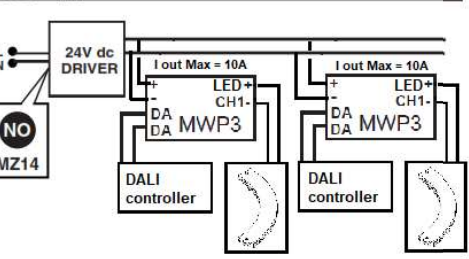 24V dc
DRIVER
N
NO
MZ14
I out Max = 10A
+
LED+
-
CH1-
DA
DA
MWP3
DALI
controller
I out Max = 10A
+
LED+
-
CH1-
DA
DA
MWP3
DALI
controller